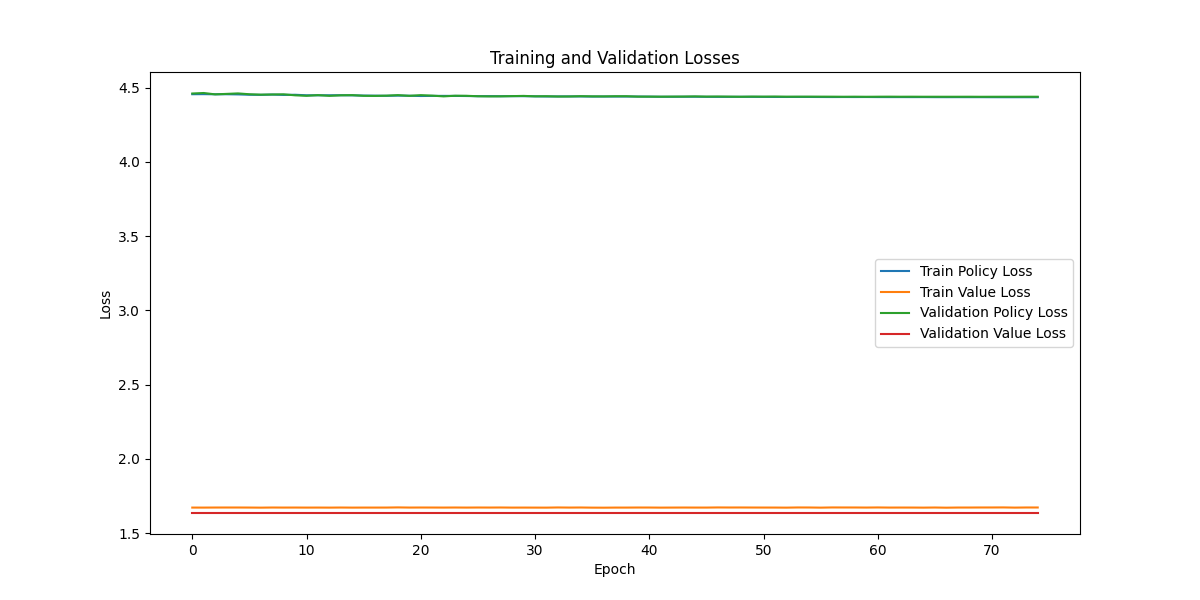 Training and Validation Losses
4.5
4.0
3.5
3.0
2.5
2.0
1.5
Loss
Train Policy Loss
Train Value Loss
Validation Policy Loss
Validation Value Loss
0 10 20 30 40 50 60 70
Epoch